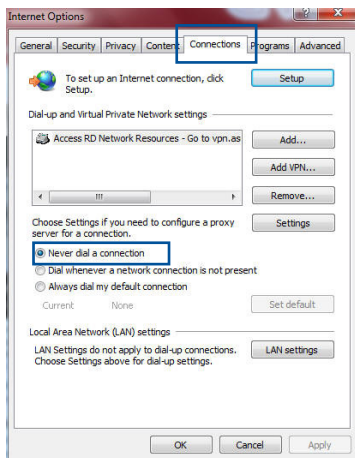 Internet Options
General Security Privacy Content Connections Programs Advanced
To set up an Internet connection, click
Setup.
Setup
Dial-up and Virtual Private Network settings
Access RD Network Resources - Go to vpn.as
Add...
Add VPN...
Remove...
Choose Settings if you need to configure a proxy
server for a connection.
Settings
Never dial a connection
Dial whenever a network connection is not present
Always dial my default connection
Current None
Set default
Local Area Network (LAN) settings
LAN Settings do not apply to dial-up connections.
Choose Settings above for dial-up settings.
LAN settings
OK Cancel Apply